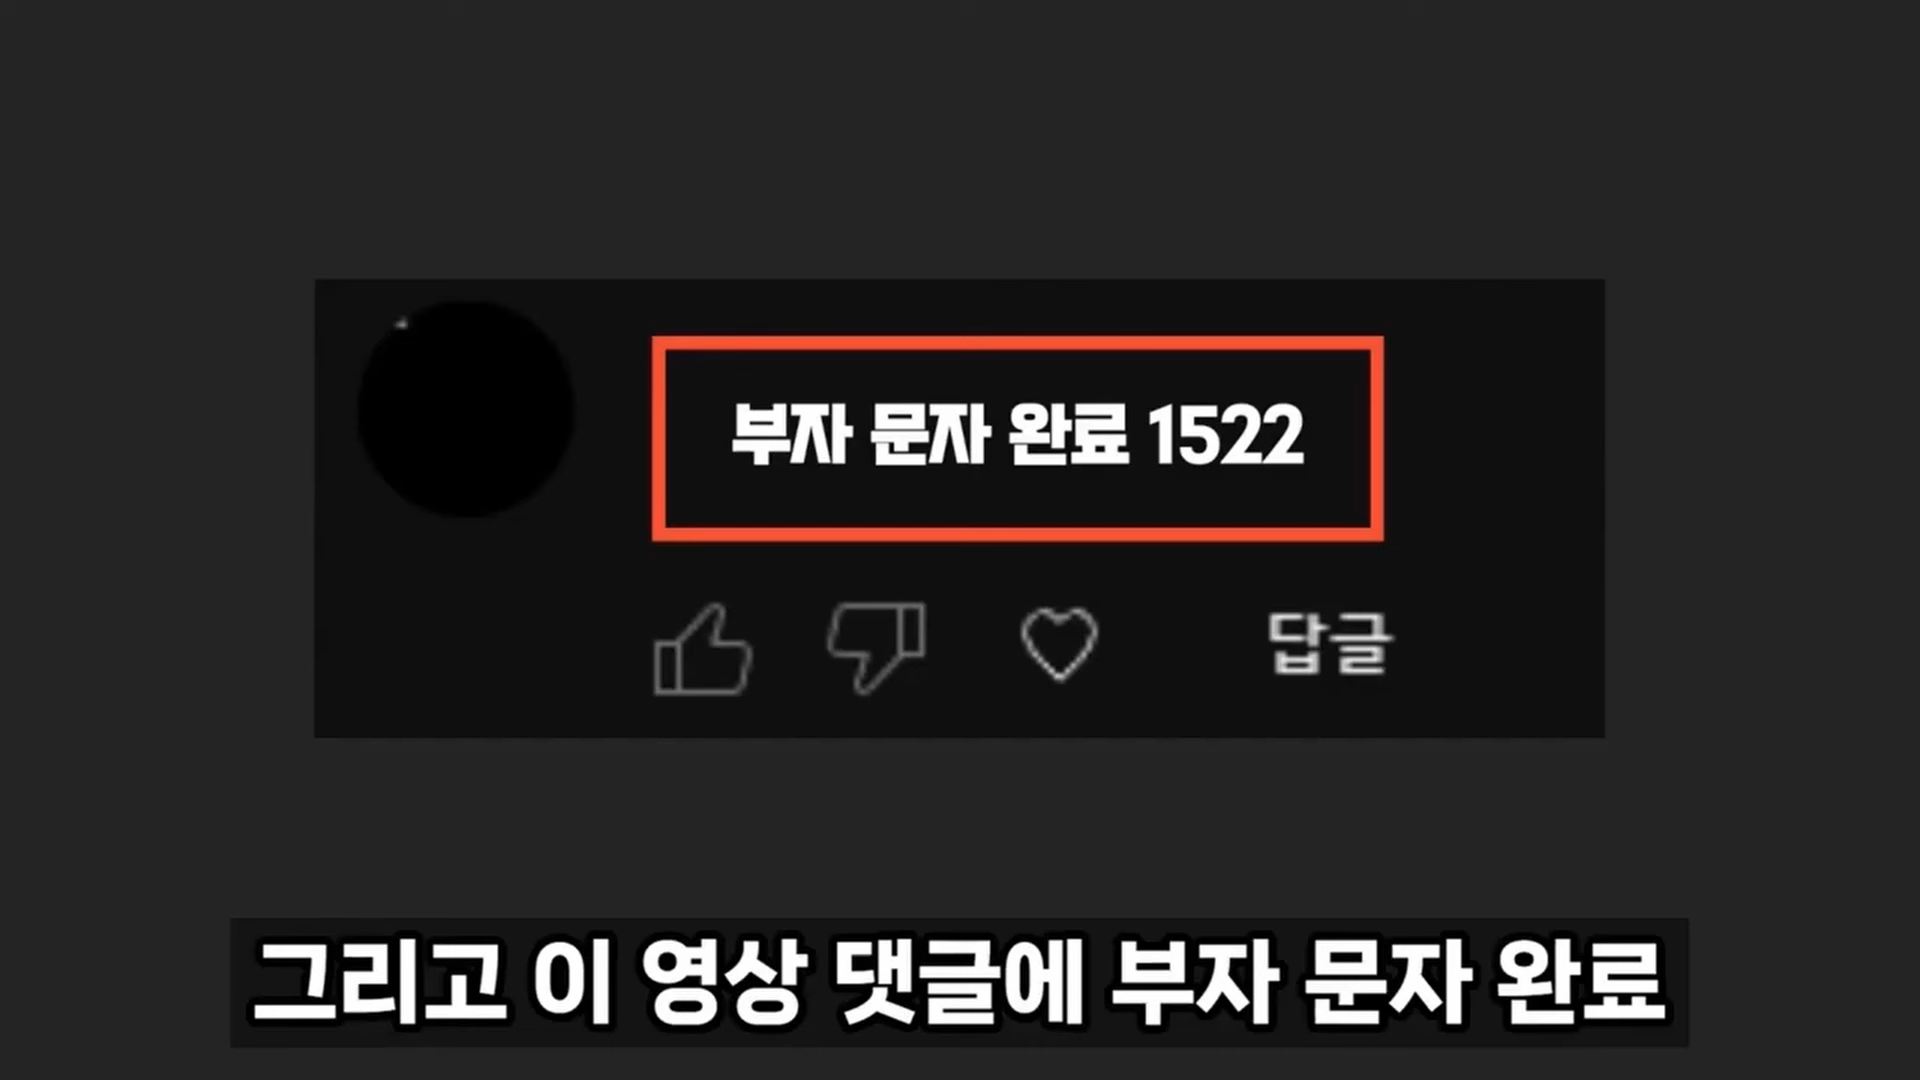 부자 문자 완료 1522
답글
그리고 이 영상 댓글에 부자 문자 완료